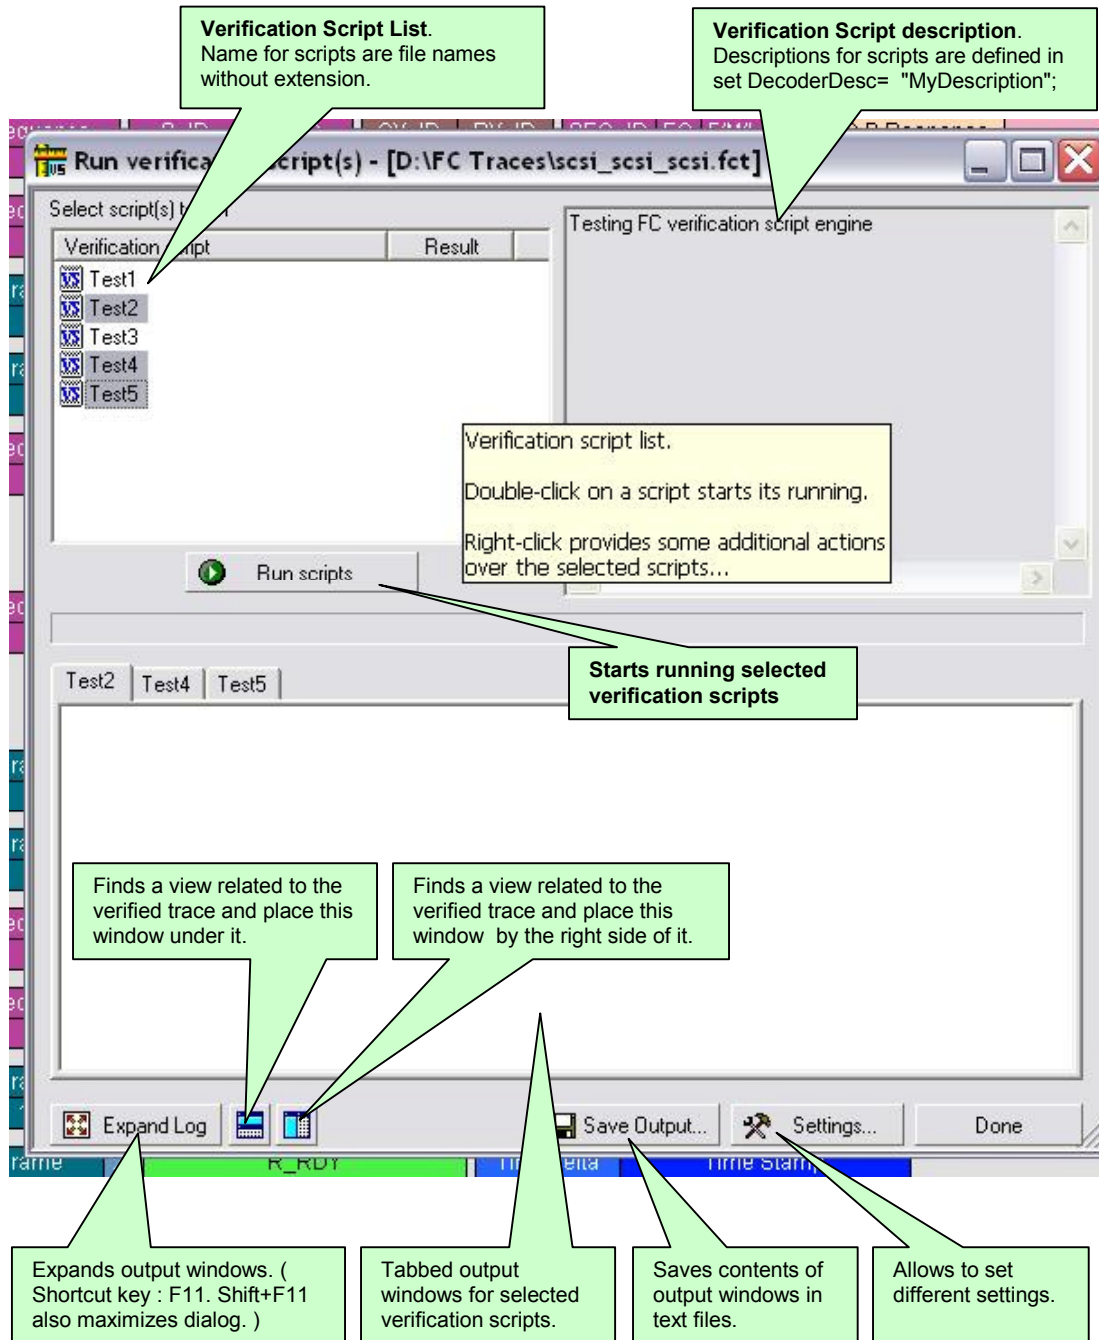 Verification Script List.
Name for scripts are file names
without extension.
Verification Script description.
Descriptions for scripts are defined in
set DecoderDesc= "MyDescription";
Run verifica cript(s) - [D:\FC Traces\scsi_scsi_scsi.fct]
Select script(s) t
Verification ript
Result
Test1
Test2
Test3
Test4
Test5
Testing FC verification script engine
Verification script list.
Double-click on a script starts its running.
Right-click provides some additional actions
over the selected scripts...
Run scripts
Starts running selected
verification scripts
Test2
Test4
Test5
Finds a view related to the
verified trace and place this
window under it.
Finds a view related to the
verified trace and place this
window by the right side of it.
Expand Log
Save Output...
Settings...
Done
rame
R_RDY
Time Stamp
Expands output windows. (
Shortcut key : F11. Shift+F11
also maximizes dialog. )
Tabbed output
windows for selected
verification scripts.
Saves contents of
output windows in
text files.
Allows to set
different settings.